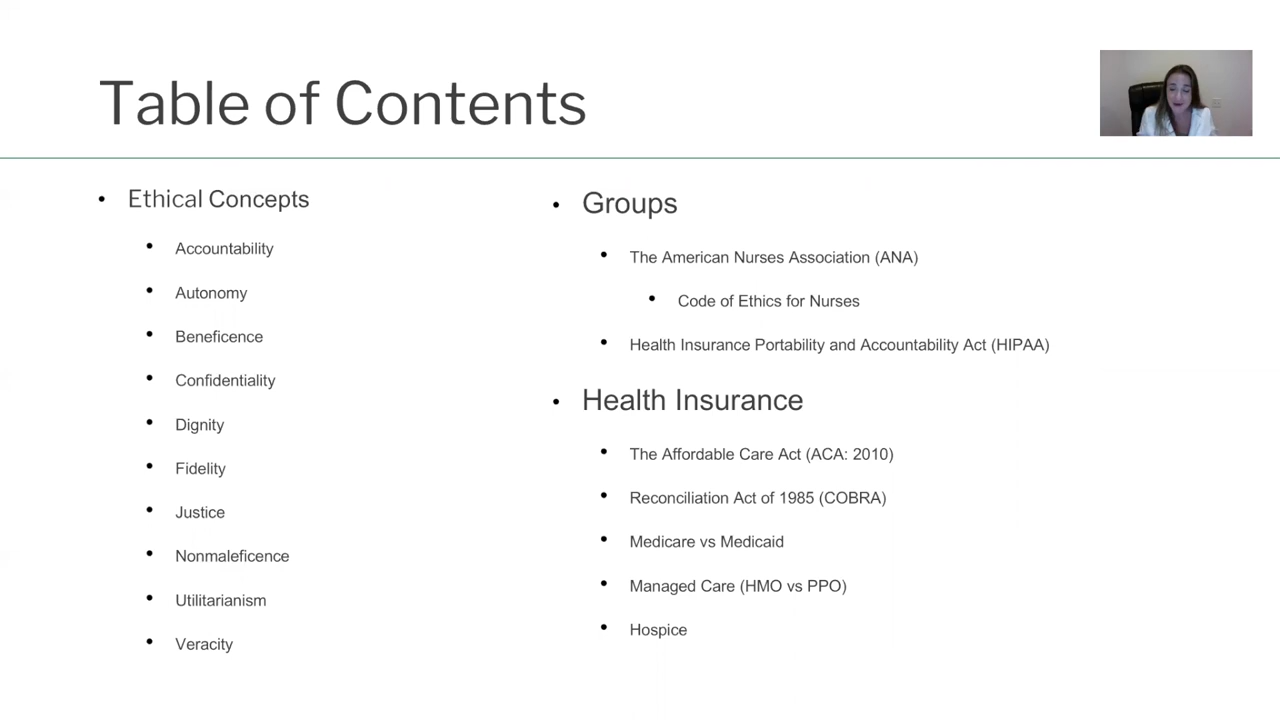 Table of Contents
Ethical Concepts
Accountability
Autonomy
Beneficence
Confidentiality
Dignity
Fidelity
Justice
Nonmaleficence
Utilitarianism
Veracity
Groups
The American Nurses Association (ANA)
Code of Ethics for Nurses
Health Insurance Portability and Accountability Act (HIPAA)
Health Insurance
The Affordable Care Act (ACA: 2010)
Reconciliation Act of 1985 (COBRA)
Medicare vs Medicaid
Managed Care (HMO vs PPO)
Hospice